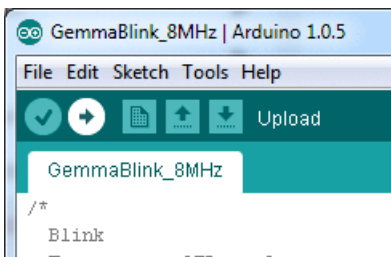 GemmaBlink_8MHz | Arduino 1.0.5
File Edit Sketch Tools Help
Upload
GemmaBlink_8MHz
/*
Blink